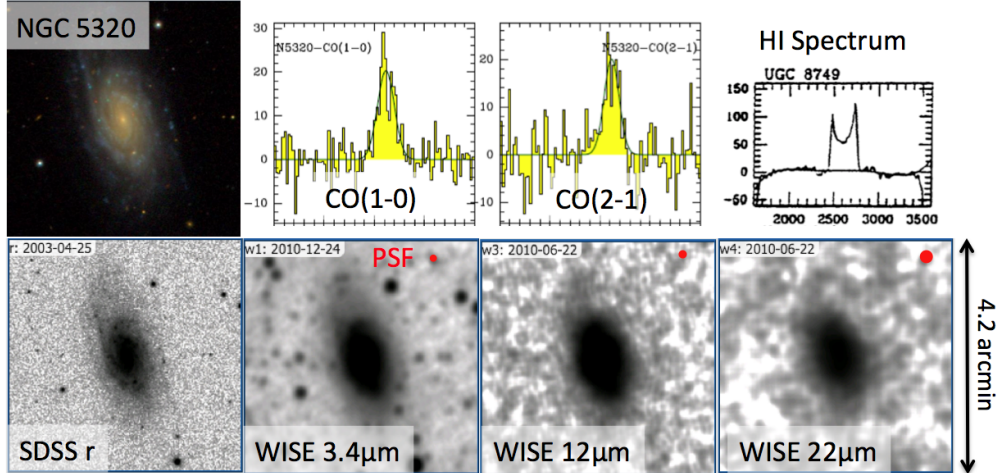 NGC 5320
30
20
10
0
-10
N5320-CO(1-0)
CO(1-0)
20
10
0
-10
N5320-CO(2-1)
CO(2-1)
HI Spectrum
UGC 8749
150
100
50
0
-50
2000 2500 3000 3500
r: 2003-04-25
SDSS r
w1: 2010-12-24
PSF
WISE 3.4μm
w3: 2010-06-22
WISE 12μm
w4: 2010-06-22
WISE 22μm
4.2 arcmin